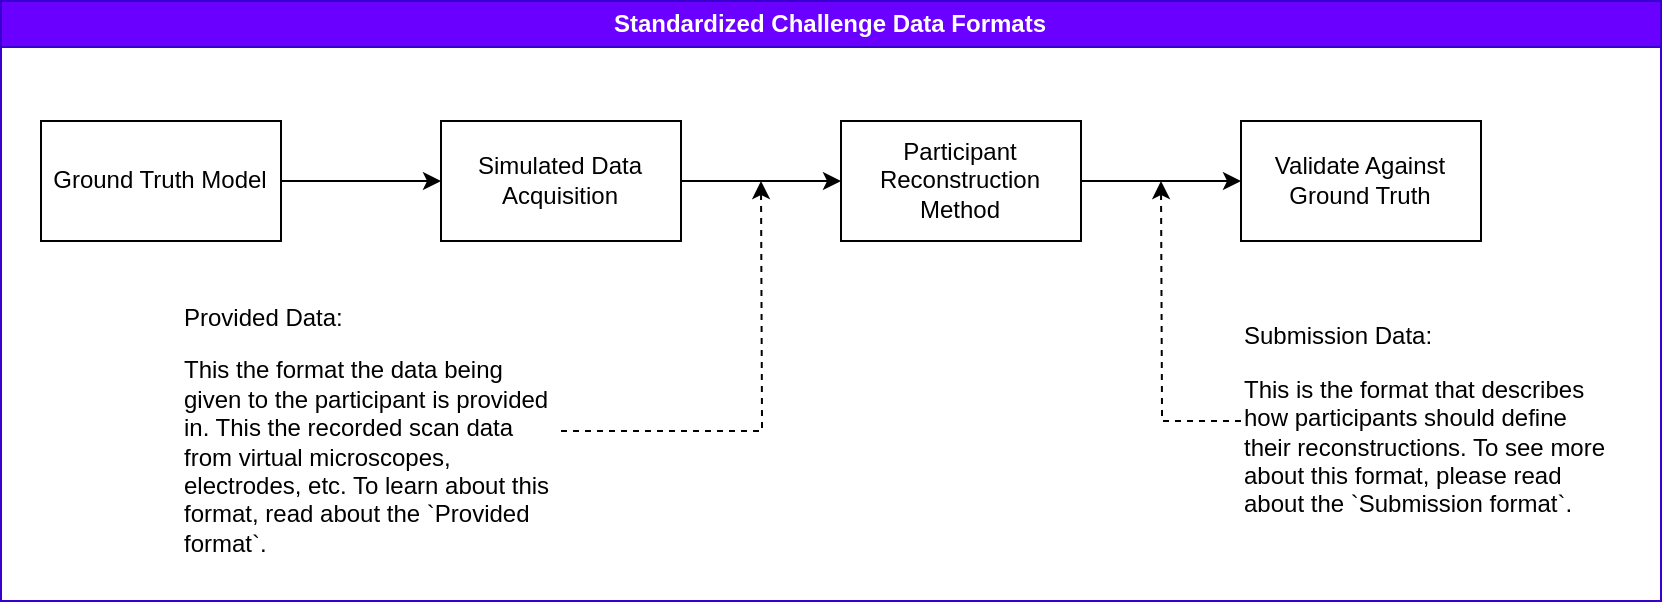 Standardized Challenge Data Formats
Ground Truth Model
Simulated Data
Acquisition
Participant
Reconstruction
Method
Validate Against
Ground Truth
Provided Data:
This the format the data being
given to the participant is provided
in. This the recorded scan data
from virtual microscopes,
electrodes, etc. To learn about this
format, read about the `Provided
format`.
Submission Data:
This is the format that describes
how participants should define
their reconstructions. To see more
about this format, please read
about the `Submission format`.